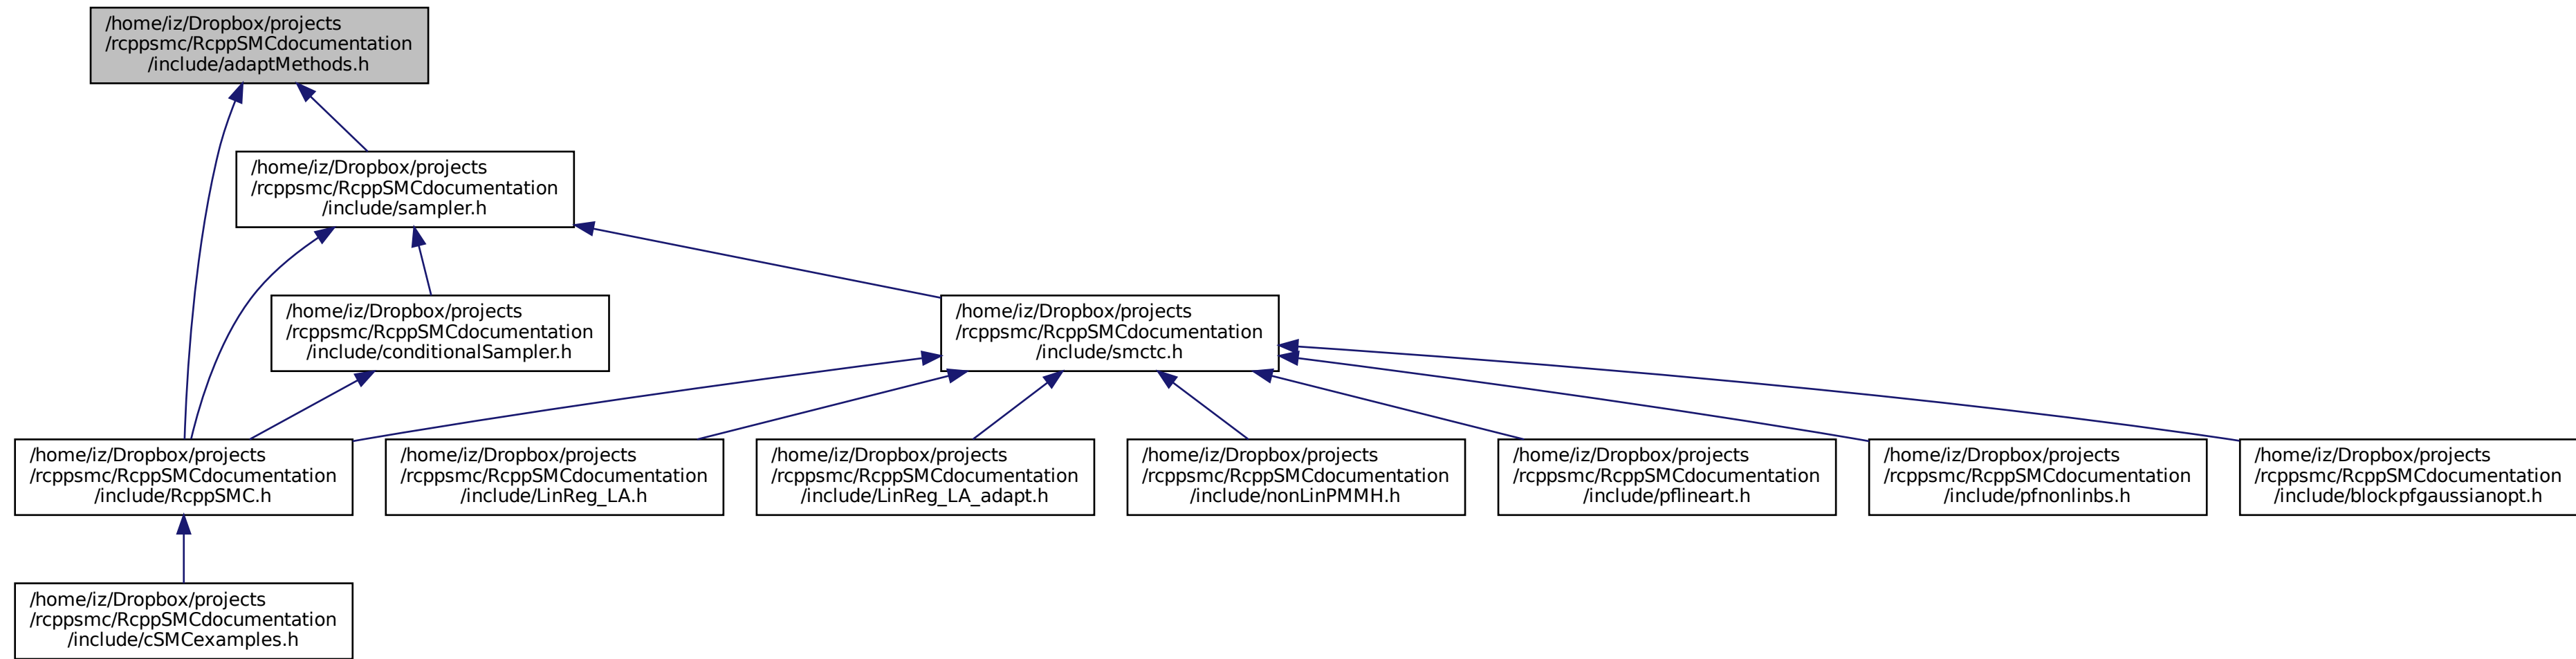 /home/iz/Dropbox/projects
/rcppsmc/RcppSMCdocumentation
/include/adaptMethods.h
/home/iz/Dropbox/projects
/rcppsmc/RcppSMCdocumentation
/include/sampler.h
/home/iz/Dropbox/projects
/rcppsmc/RcppSMCdocumentation
/include/conditionalSampler.h
/home/iz/Dropbox/projects
/rcppsmc/RcppSMCdocumentation
/include/smctc.h
/home/iz/Dropbox/projects
/rcppsmc/RcppSMCdocumentation
/include/RcppSMC.h
/home/iz/Dropbox/projects
/rcppsmc/RcppSMCdocumentation
/include/LinReg_LA.h
/home/iz/Dropbox/projects
/rcppsmc/RcppSMCdocumentation
/include/LinReg_LA_adapt.h
/home/iz/Dropbox/projects
/rcppsmc/RcppSMCdocumentation
/include/nonLinPMMH.h
/home/iz/Dropbox/projects
/rcppsmc/RcppSMCdocumentation
/include/pflineart.h
/home/iz/Dropbox/projects
/rcppsmc/RcppSMCdocumentation
/include/pfnonlinbs.h
/home/iz/Dropbox/projects
/rcppsmc/RcppSMCdocumentation
/include/blockpfgaussianopt.h
/home/iz/Dropbox/projects
/rcppsmc/RcppSMCdocumentation
/include/cSMCexamples.h